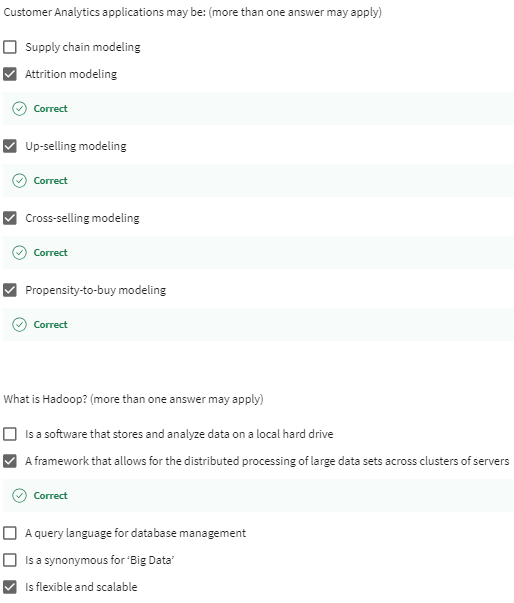 Customer Analytics applications may be: (more than one answer may apply)
Supply chain modeling
Attrition modeling
Correct
Up-selling modeling
Correct
Cross-selling modeling
Correct
Propensity-to-buy modeling
Correct
What is Hadoop? (more than one answer may apply)
Is a software that stores and analyze data on a local hard drive
A framework that allows for the distributed processing of large data sets across clusters of servers
Correct
A query language for database management
Is a synonymous for ‘Big Data’
Is flexible and scalable